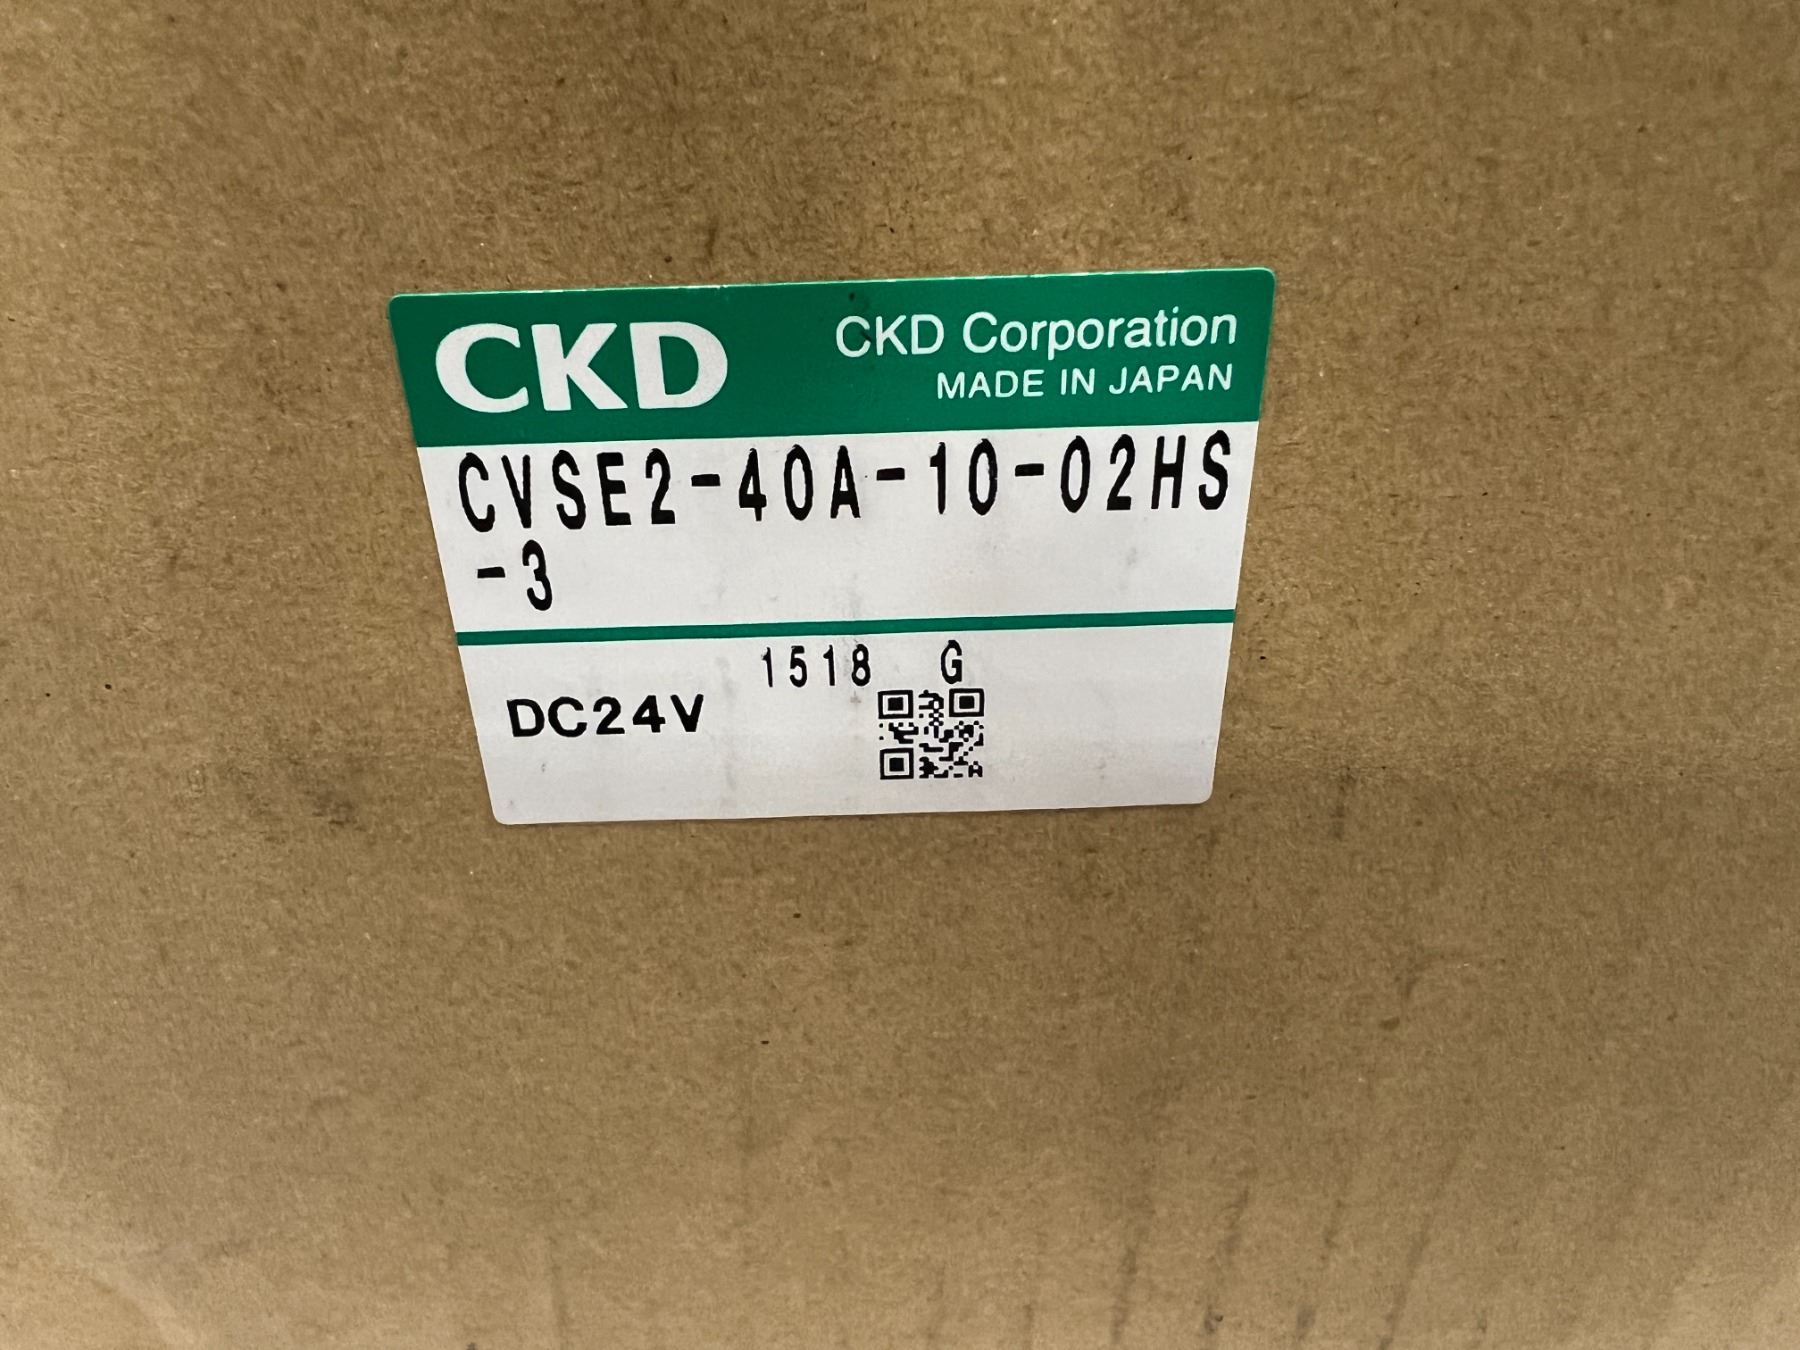 CKD
CKD Corporation
MADE IN JAPAN
CVSE2-40A-10-02HS
-3
1518 G
DC24V